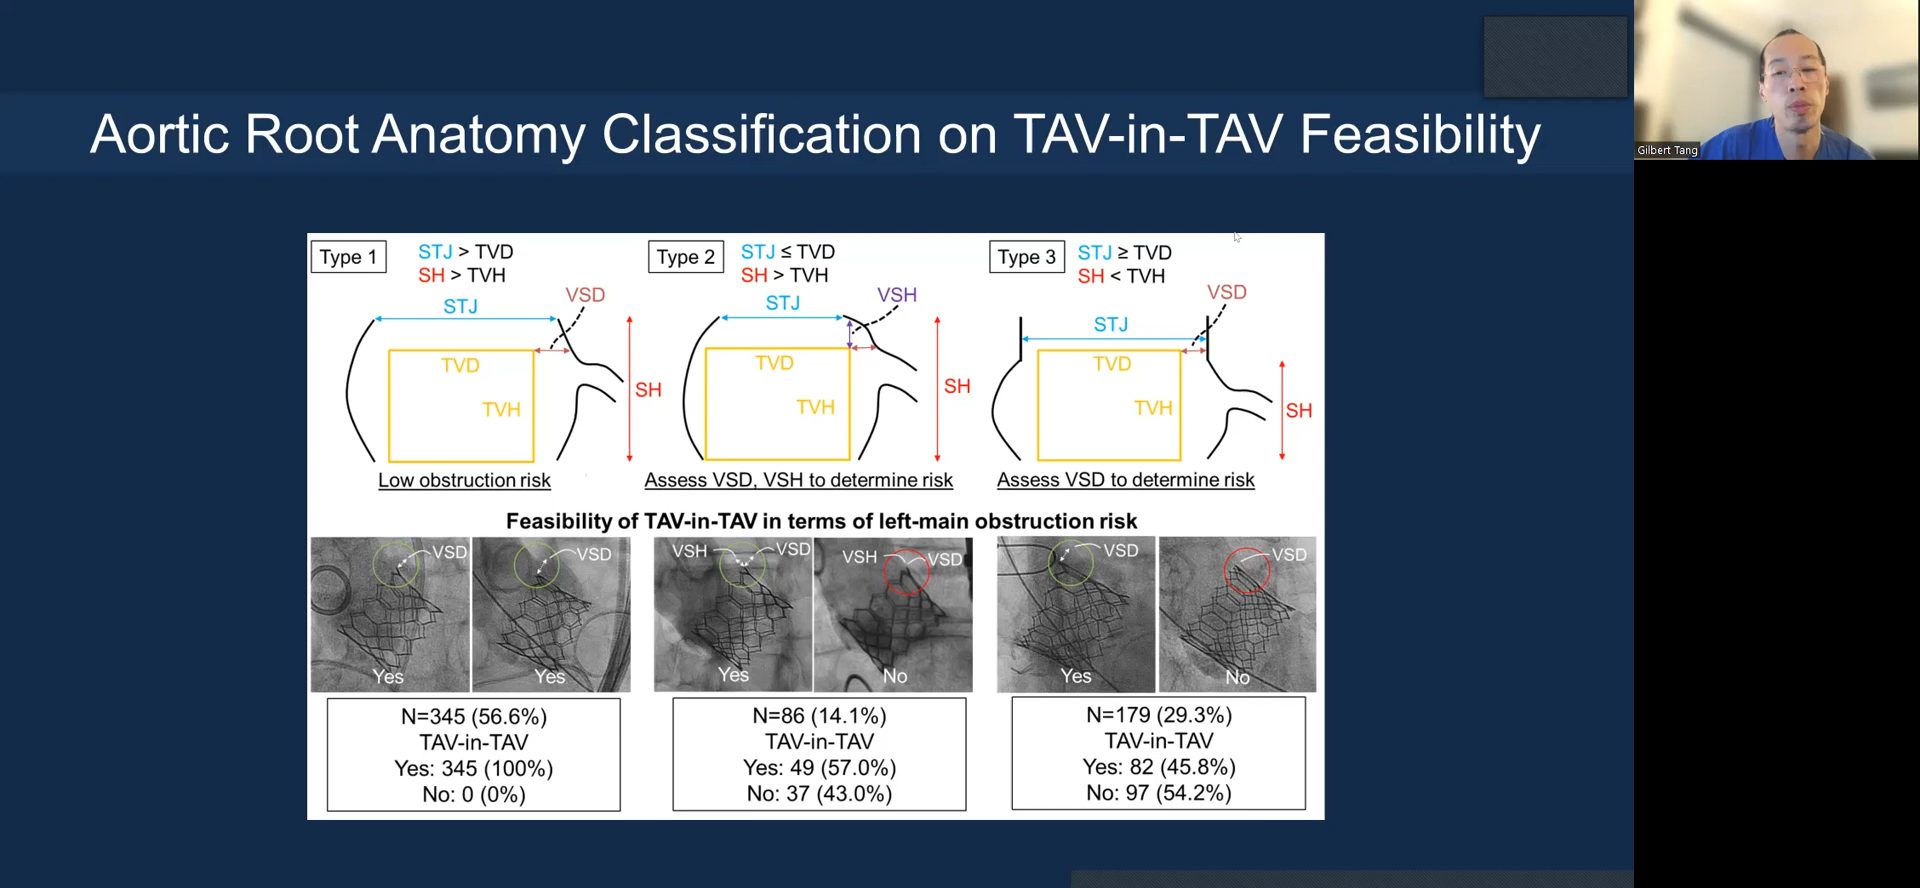 Aortic Root Anatomy Classification on TAV-in-TAV Feasibility
Gilbert Tang
Type 1
STJ > TVD
SH > TVH
STJ
VSD
TVD
TVH
SH
Low obstruction risk
Type 2
STJ ≤ TVD
SH > TVH
STJ
VSH
TVD
TVH
SH
Assess VSD, VSH to determine risk
Type 3
STJ ≥ TVD
SH < TVH
VSD
STJ
TVD
TVH
SH
Assess VSD to determine risk
Feasibility of TAV-in-TAV in terms of left-main obstruction risk
VSD
Yes
VSD
Yes
VSH
VSD
Yes
VSH
VSD
No
VSD
Yes
VSD
No
N=345 (56.6%)
TAV-in-TAV
Yes: 345 (100%)
No: 0 (0%)
N=86 (14.1%)
TAV-in-TAV
Yes: 49 (57.0%)
No: 37 (43.0%)
N=179 (29.3%)
TAV-in-TAV
Yes: 82 (45.8%)
No: 97 (54.2%)